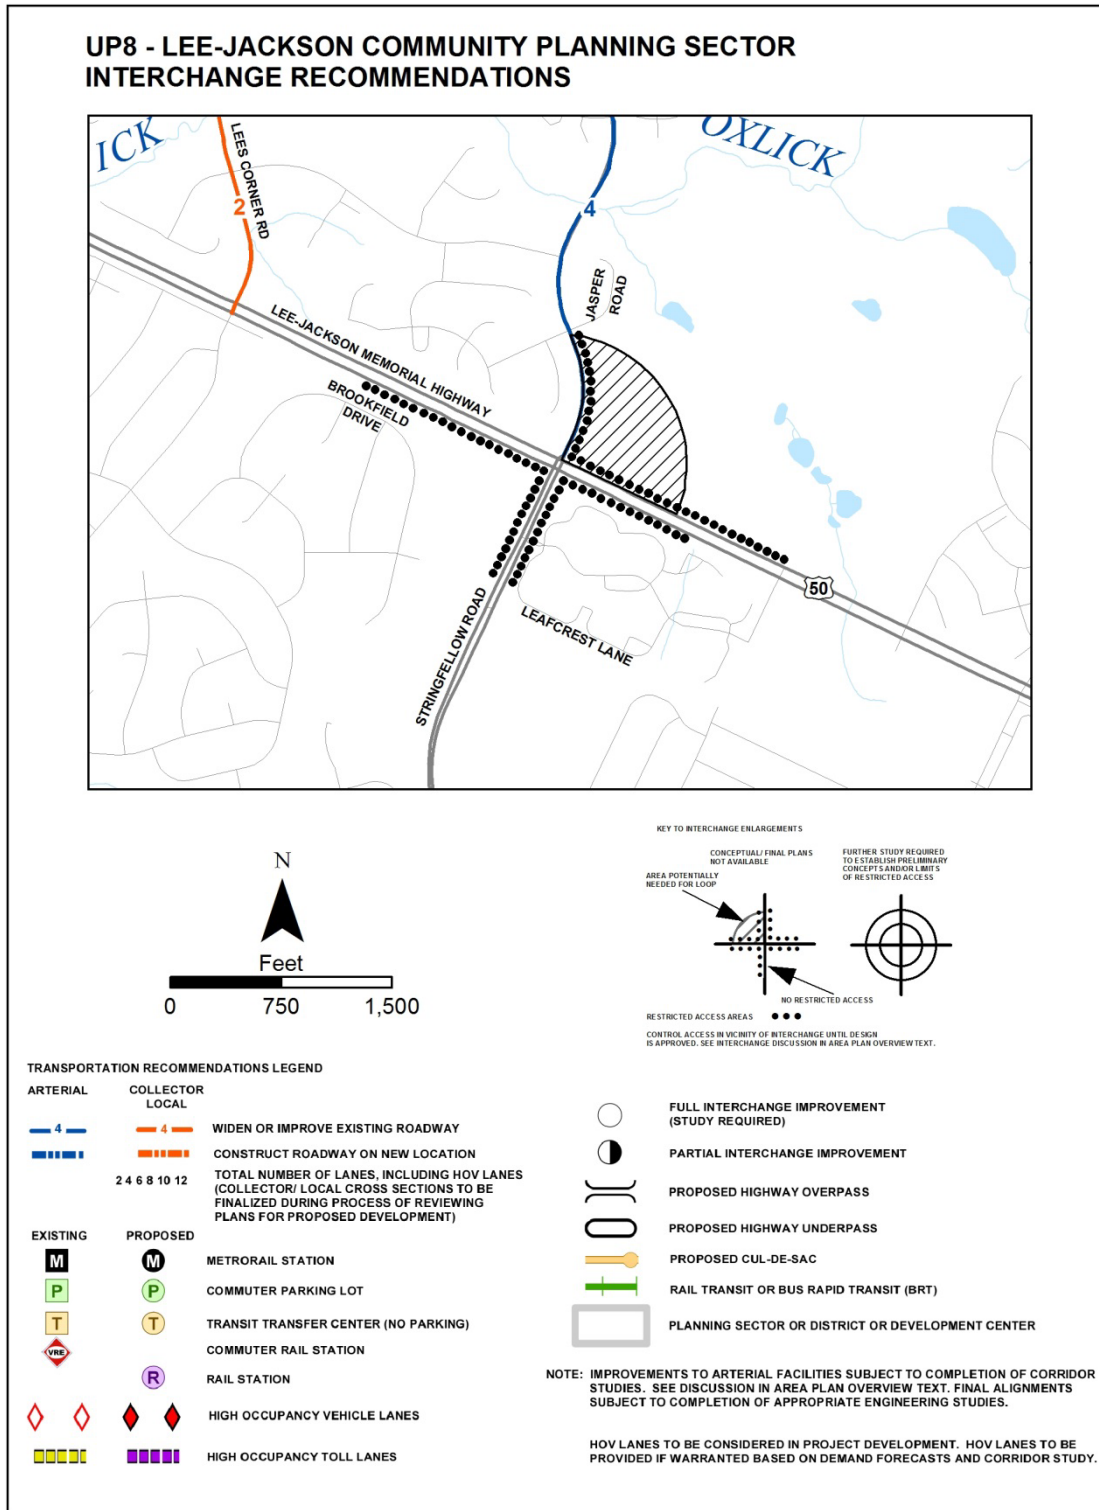 UP8 - LEE-JACKSON COMMUNITY PLANNING SECTOR
INTERCHANGE RECOMMENDATIONS
ICK
OXLICK
LEES CORNER RD
2
4
JASPER
ROAD
LEE-JACKSON MEMORIAL HIGHWAY
BROOKFIELD
DRIVE
50
STRINGFELLOW ROAD
LEAFCREST LANE
N
Feet
0 750 1,500
KEY TO INTERCHANGE ENLARGEMENTS
CONCEPTUAL/ FINAL PLANS
NOT AVAILABLE
AREA POTENTIALLY
NEEDED FOR LOOP
FURTHER STUDY REQUIRED
TO ESTABLISH PRELIMINARY
CONCEPTS AND/OR LIMITS
OF RESTRICTED ACCESS
NO RESTRICTED ACCESS
RESTRICTED ACCESS AREAS
CONTROL ACCESS IN VICINITY OF INTERCHANGE UNTIL DESIGN
IS APPROVED. SEE INTERCHANGE DISCUSSION IN AREA PLAN OVERVIEW TEXT.
TRANSPORTATION RECOMMENDATIONS LEGEND
ARTERIAL COLLECTOR
LOCAL
4 4 WIDEN OR IMPROVE EXISTING ROADWAY
CONSTRUCT ROADWAY ON NEW LOCATION
2 4 6 8 10 12 TOTAL NUMBER OF LANES, INCLUDING HOV LANES
(COLLECTOR/ LOCAL CROSS SECTIONS TO BE
FINALIZED DURING PROCESS OF REVIEWING
PLANS FOR PROPOSED DEVELOPMENT)
EXISTING PROPOSED
M M METRORAIL STATION
P P COMMUTER PARKING LOT
T T TRANSIT TRANSFER CENTER (NO PARKING)
VRE COMMUTER RAIL STATION
R RAIL STATION
HIGH OCCUPANCY VEHICLE LANES
HIGH OCCUPANCY TOLL LANES
FULL INTERCHANGE IMPROVEMENT
(STUDY REQUIRED)
PARTIAL INTERCHANGE IMPROVEMENT
PROPOSED HIGHWAY OVERPASS
PROPOSED HIGHWAY UNDERPASS
PROPOSED CUL-DE-SAC
RAIL TRANSIT OR BUS RAPID TRANSIT (BRT)
PLANNING SECTOR OR DISTRICT OR DEVELOPMENT CENTER
NOTE: IMPROVEMENTS TO ARTERIAL FACILITIES SUBJECT TO COMPLETION OF CORRIDOR
STUDIES. SEE DISCUSSION IN AREA PLAN OVERVIEW TEXT. FINAL ALIGNMENTS
SUBJECT TO COMPLETION OF APPROPRIATE ENGINEERING STUDIES.
HOV LANES TO BE CONSIDERED IN PROJECT DEVELOPMENT. HOV LANES TO BE
PROVIDED IF WARRANTED BASED ON DEMAND FORECASTS AND CORRIDOR STUDY.